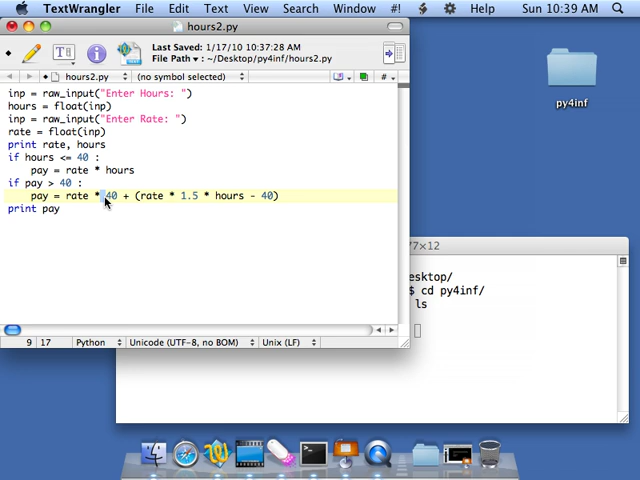 TextWrangler File Edit Text View Search Window #! Sun 10:39 AM
hours2.py
Last Saved: 1/17/10 10:37:28 AM
File Path: ~/Desktop/py4inf/hours2.py
hours2.py (no symbol selected) #
inp = raw_input("Enter Hours: ")
hours = float(inp)
inp = raw_input("Enter Rate: ")
rate = float(inp)
print rate, hours
if hours <= 40 :
pay = rate * hours
if pay > 40 :
pay = rate * 40 + (rate * 1.5 * hours - 40)
print pay
9 17 Python Unicode (UTF-8, no BOM) Unix (LF)
py4inf
77×12
esktop/
$ cd py4inf/
ls